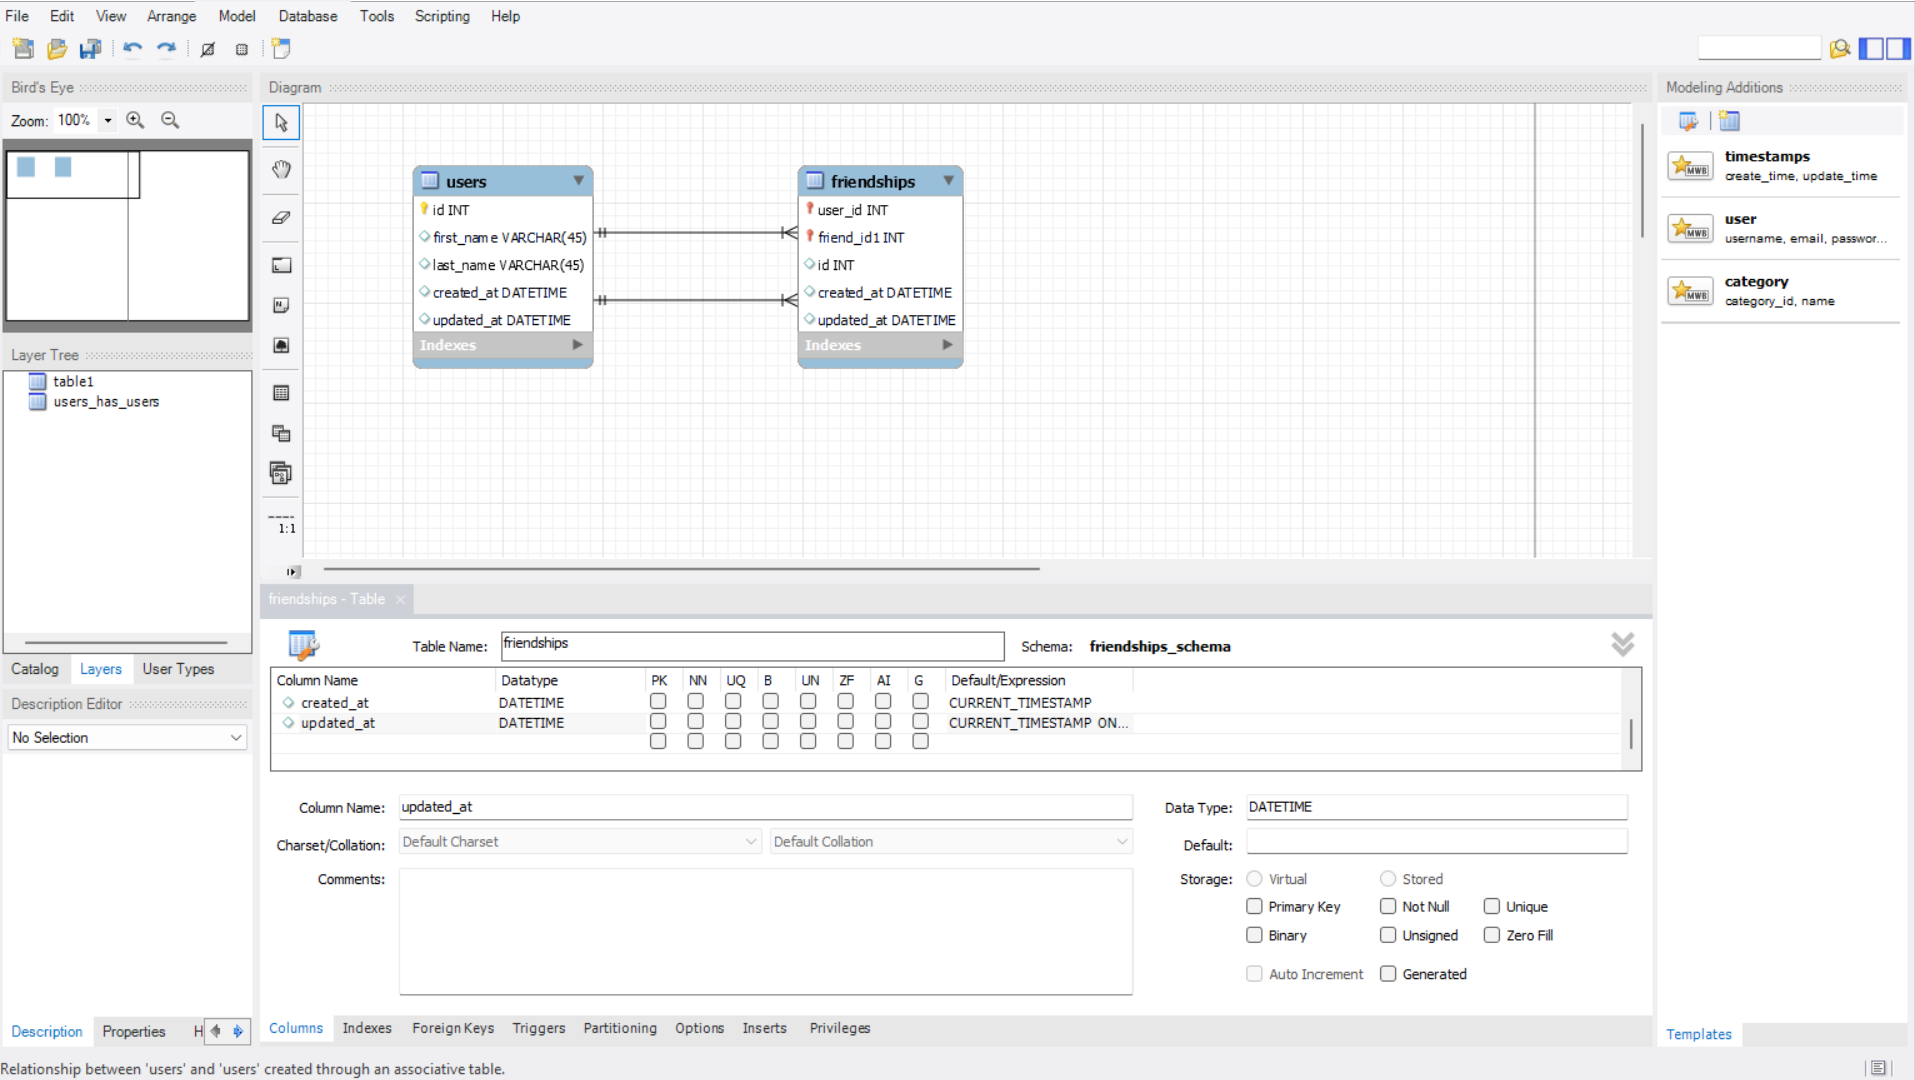 File Edit View Arrange Model Database Tools Scripting Help
Bird's Eye
Zoom: 100%
Layer Tree
table1
users_has_users
Catalog Layers User Types
Description Editor
No Selection
Description Properties H
Diagram
1:1
users
id INT
first_name VARCHAR(45)
last_name VARCHAR(45)
created_at DATETIME
updated_at DATETIME
Indexes
friendships
user_id INT
friend_id1 INT
id INT
created_at DATETIME
updated_at DATETIME
Indexes
friendships - Table
Table Name: friendships Schema: friendships_schema
Column Name Datatype PK NN UQ B UN ZF AI G Default/Expression
created_at DATETIME CURRENT_TIMESTAMP
updated_at DATETIME CURRENT_TIMESTAMP ON...
Column Name: updated_at Data Type: DATETIME
Charset/Collation: Default Charset Default Collation Default:
Comments: Storage: Virtual Stored
Primary Key Not Null Unique
Binary Unsigned Zero Fill
Auto Increment Generated
Columns Indexes Foreign Keys Triggers Partitioning Options Inserts Privileges
Modeling Additions
MWB timestamps
create_time, update_time
MWB user
username, email, passwor...
MWB category
category_id, name
Templates
Relationship between 'users' and 'users' created through an associative table.